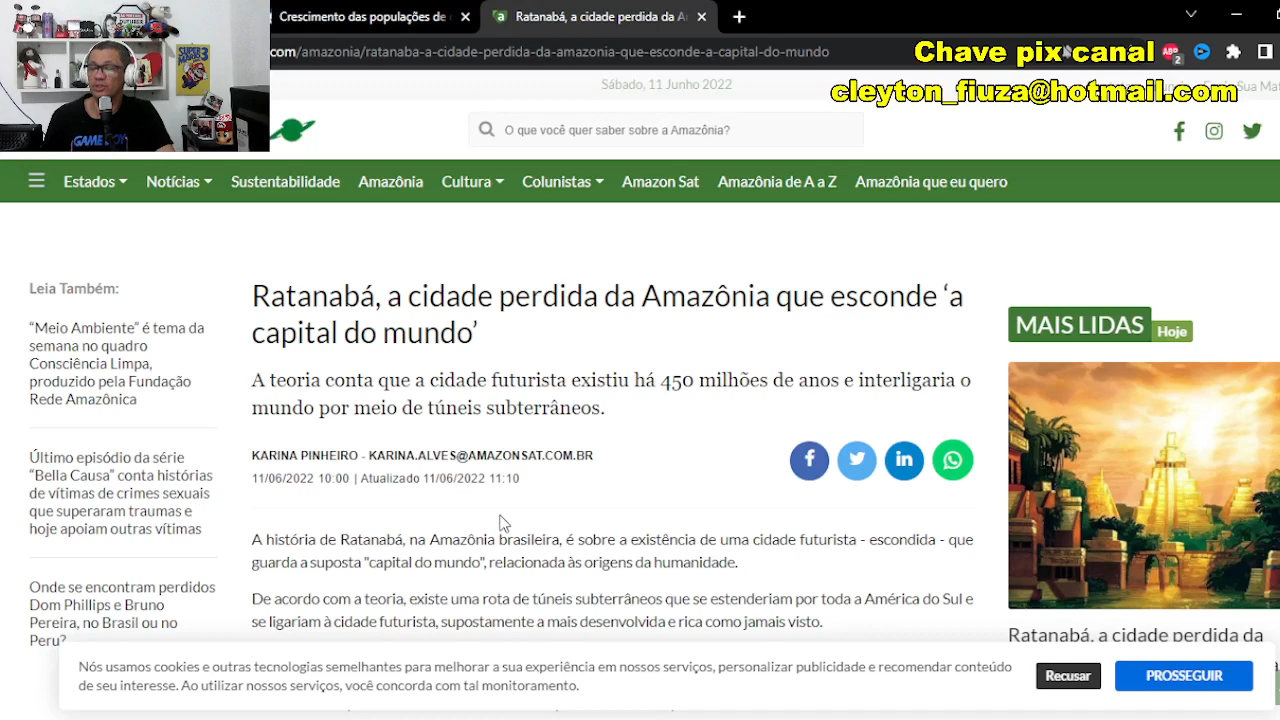 Crescimento das populações de
Ratanabá, a cidade perdida da A
com/amazonia/ratanaba-a-cidade-perdida-da-amazonia-que-esconde-a-capital-do-mundo
Chave pix canal
cleyton_fiuza@hotmail.com
SUPER
MARIO
3
GAME BOY
Sábado, 11 Junho 2022
Sua Mat
O que você quer saber sobre a Amazônia?
Estados
Notícias
Sustentabilidade
Amazônia
Cultura
Colunistas
Amazon Sat
Amazônia de A a Z
Amazônia que eu quero
Leia Também:
“Meio Ambiente” é tema da
semana no quadro
Consciência Limpa,
produzido pela Fundação
Rede Amazônica
Último episódio da série
“Bella Causa” conta histórias
de vítimas de crimes sexuais
que superaram traumas e
hoje apoiam outras vítimas
Onde se encontram perdidos
Dom Phillips e Bruno
Pereira, no Brasil ou no
Peru?
Ratanabá, a cidade perdida da Amazônia que esconde ‘a
capital do mundo’
A teoria conta que a cidade futurista existiu há 450 milhões de anos e interligaria o
mundo por meio de túneis subterrâneos.
KARINA PINHEIRO - KARINA.ALVES@AMAZONSAT.COM.BR
11/06/2022 10:00 | Atualizado 11/06/2022 11:10
A história de Ratanabá, na Amazônia brasileira, é sobre a existência de uma cidade futurista - escondida - que
guarda a suposta "capital do mundo", relacionada às origens da humanidade.
De acordo com a teoria, existe uma rota de túneis subterrâneos que se estenderiam por toda a América do Sul e
se ligariam à cidade futurista, supostamente a mais desenvolvida e rica como jamais visto.
MAIS LIDAS
Hoje
Ratanabá, a cidade perdida da
Nós usamos cookies e outras tecnologias semelhantes para melhorar a sua experiência em nossos serviços, personalizar publicidade e recomendar conteúdo
de seu interesse. Ao utilizar nossos serviços, você concorda com tal monitoramento.
Recusar
PROSSEGUIR